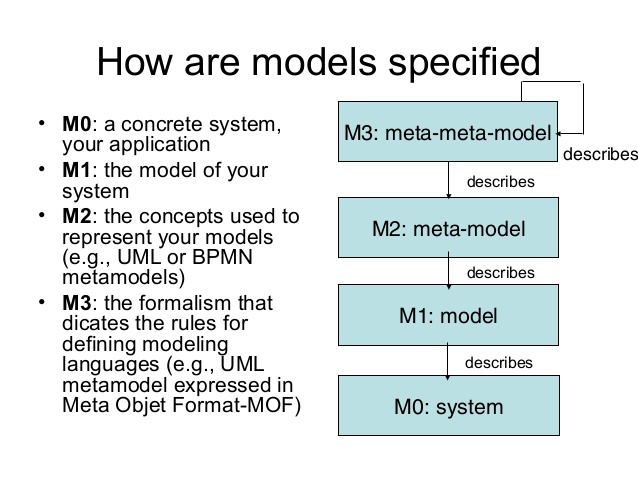 How are models specified
• M0: a concrete system,
your application
• M1: the model of your
system
• M2: the concepts used to
represent your models
(e.g., UML or BPMN
metamodels)
• M3: the formalism that
dicates the rules for
defining modeling
languages (e.g., UML
metamodel expressed in
Meta Objet Format-MOF)
M3: meta-meta-model
describes
describes
M2: meta-model
describes
M1: model
describes
M0: system